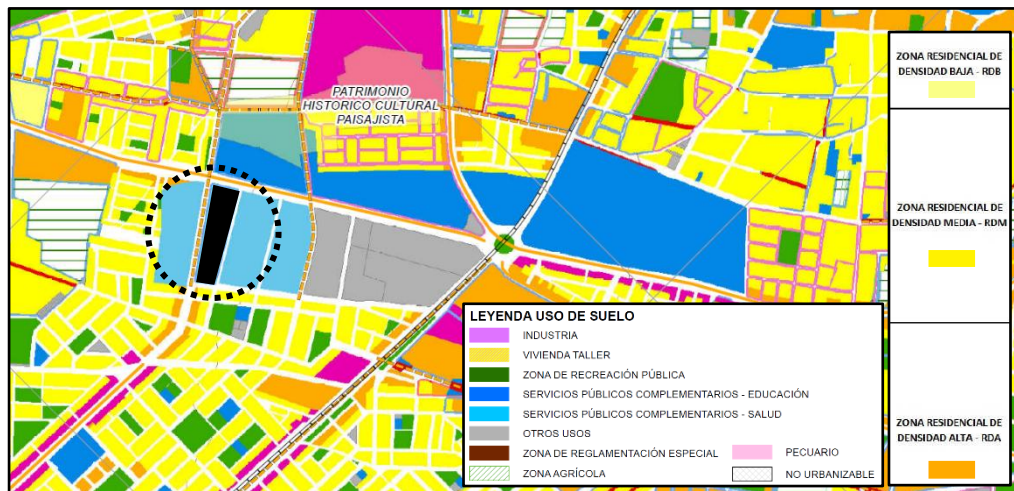 PATRIMONIO
HISTÓRICO CULTURAL
PAISAJISTA
ZONA RESIDENCIAL DE
DENSIDAD BAJA - RDB
ZONA RESIDENCIAL DE
DENSIDAD MEDIA - RDM
ZONA RESIDENCIAL DE
DENSIDAD ALTA - RDA
LEYENDA USO DE SUELO
INDUSTRIA
VIVIENDA TALLER
ZONA DE RECREACIÓN PÚBLICA
SERVICIOS PÚBLICOS COMPLEMENTARIOS - EDUCACIÓN
SERVICIOS PÚBLICOS COMPLEMENTARIOS - SALUD
OTROS USOS
ZONA DE REGLAMENTACIÓN ESPECIAL
ZONA AGRÍCOLA
PECUARIO
NO URBANIZABLE